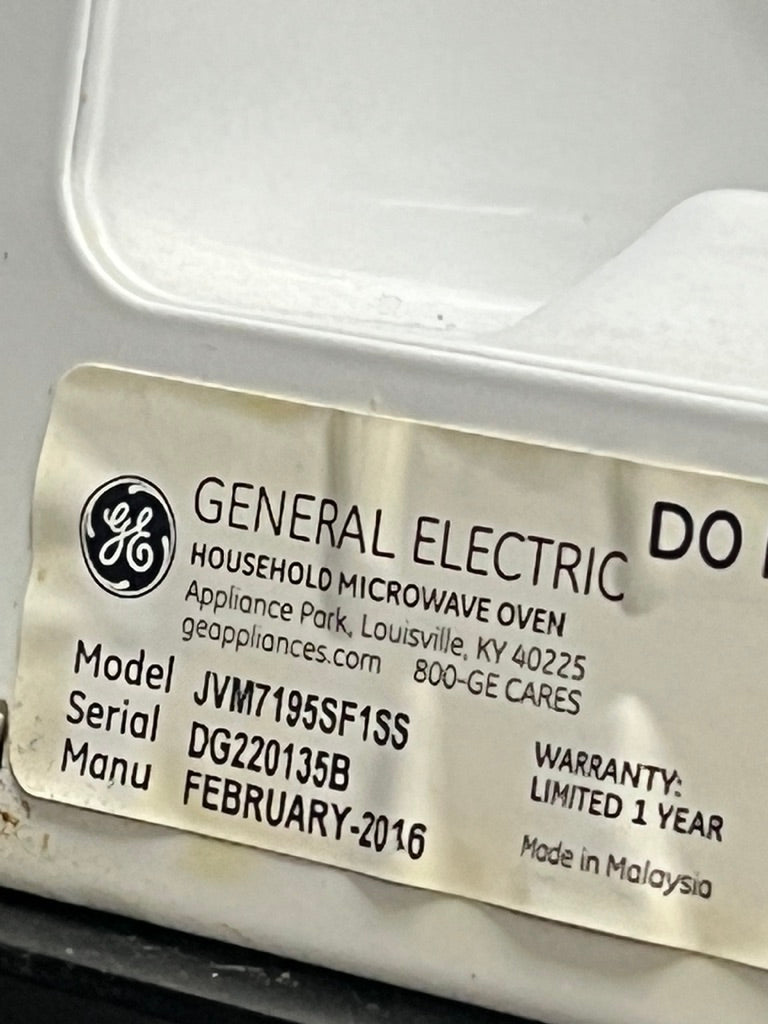 GE
GENERAL ELECTRIC
HOUSEHOLD MICROWAVE OVEN
Appliance Park, Louisville, KY 40225
geappliances.com 800-GE CARES
DO
Model JVM7195SF1SS
Serial DG220135B
Manu FEBRUARY-2016
WARRANTY:
LIMITED 1 YEAR
Made in Malaysia